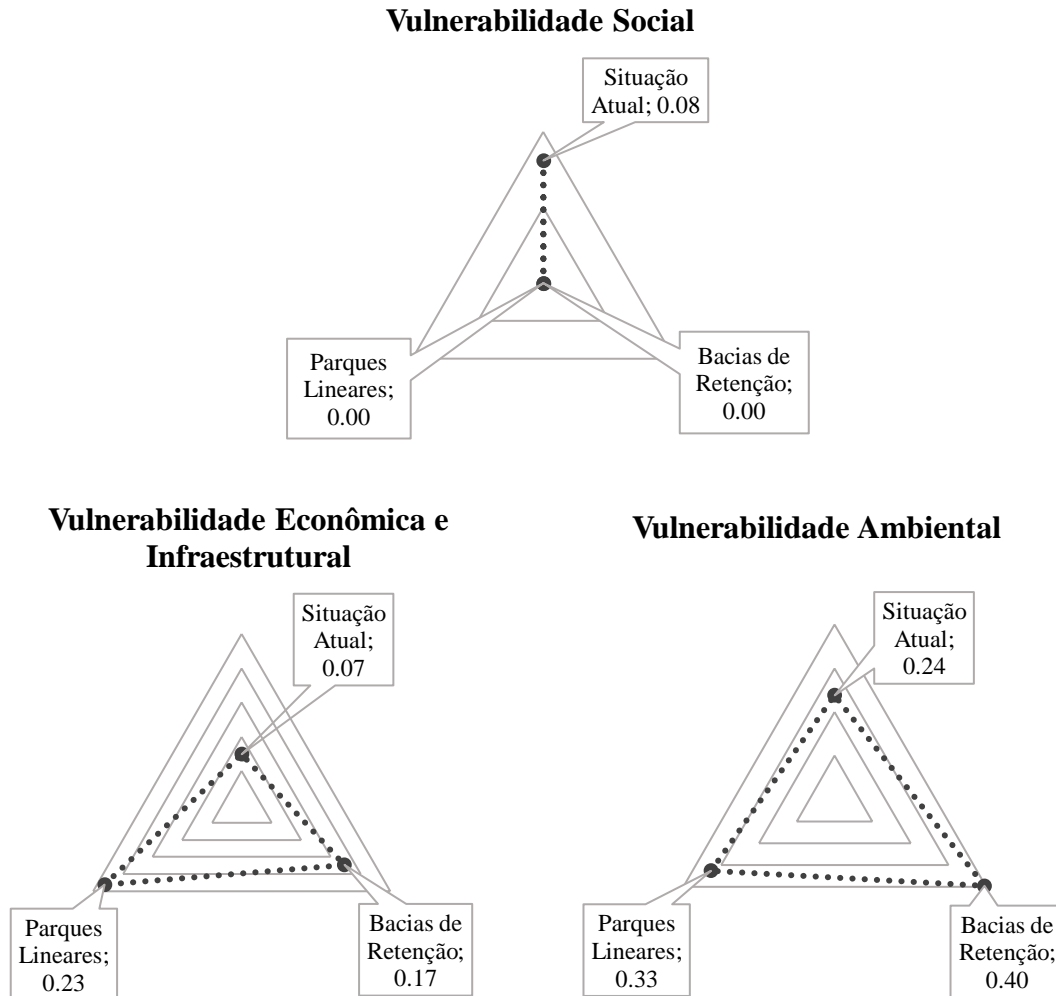 Vulnerabilidade Social
Situação
Atual; 0.08
Parques
Lineares;
0.00
Bacias de
Retenção;
0.00
Vulnerabilidade Econômica e
Infraestrutural
Situação
Atual;
0.07
Parques
Lineares;
0.23
Bacias de
Retenção;
0.17
Vulnerabilidade Ambiental
Situação
Atual;
0.24
Parques
Lineares;
0.33
Bacias de
Retenção;
0.40